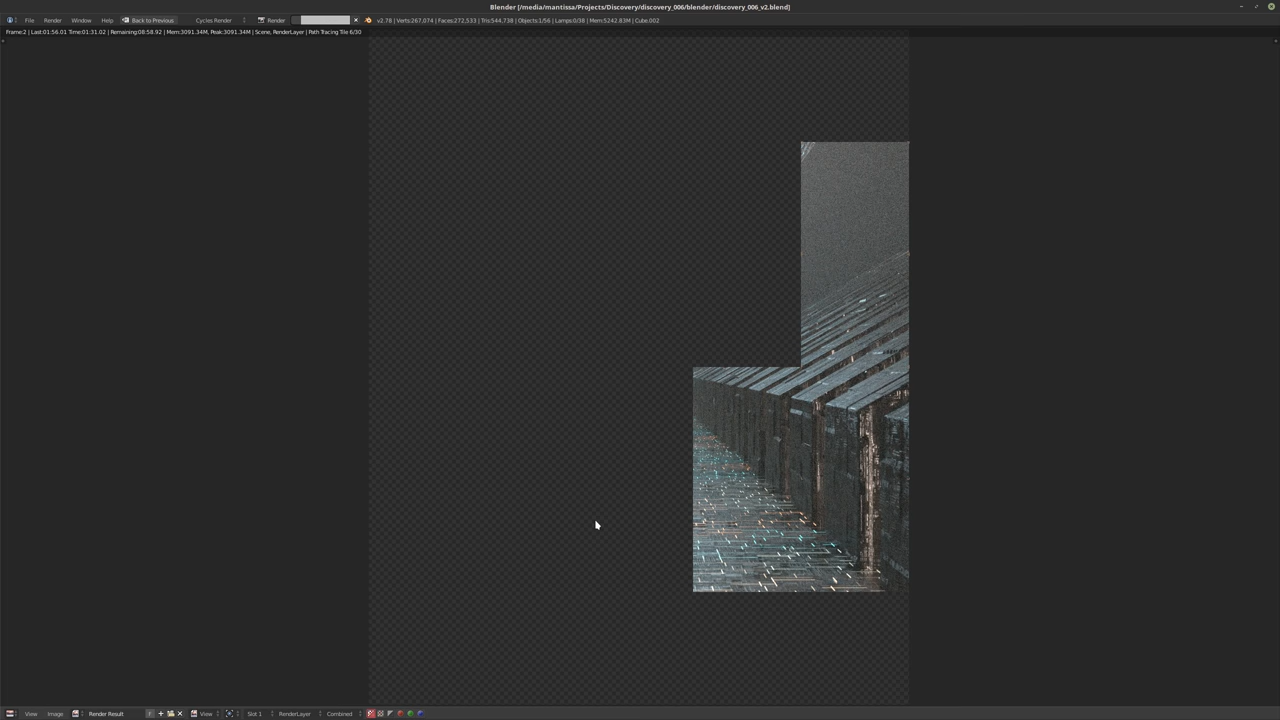 Blender [/media/mantissa/Projects/Discovery/discovery_006/blender/discovery_006_v2.blend]
File Render Window Help Back to Previous Cycles Render Render v2.78 | Verts:267,074 | Faces:272,533 | Tris:544,738 | Objects:1/56 | Lamps:0/38 | Mem:5242.83M | Cube.002
Frame:2 | Last:01:56.01 Time:01:31.02 | Remaining:08:58.92 | Mem:3091.34M, Peak:3091.34M | Scene, RenderLayer | Path Tracing Tile 6/30
View Image Render Result F View Slot 1 RenderLayer Combined